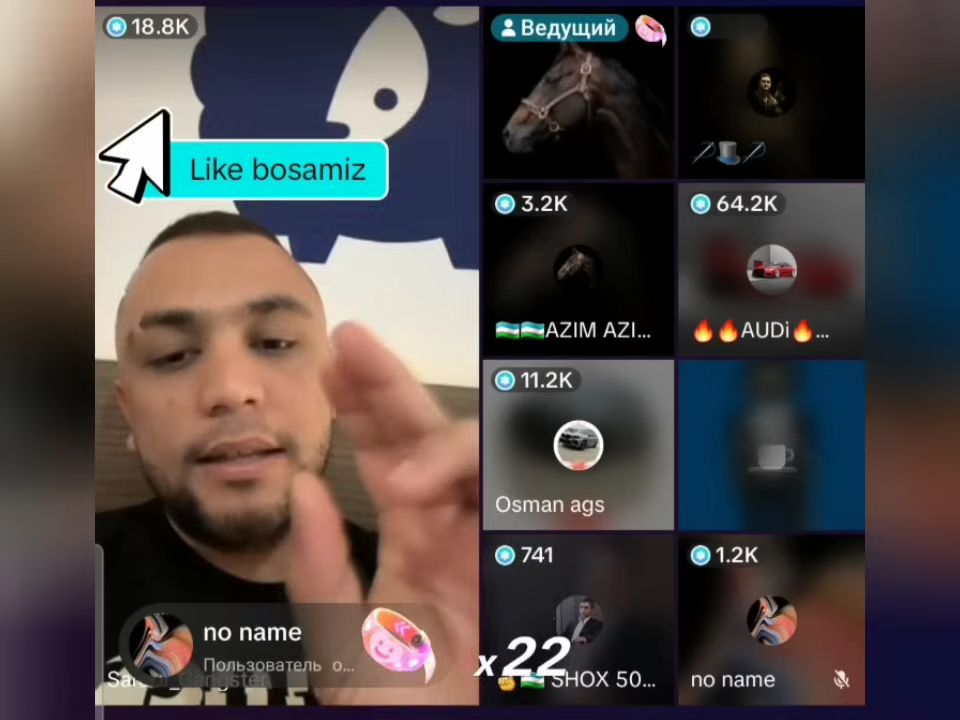 18.8K
Like bosamiz
no name
Пользователь о...
Ведущий
3.2K
AZIM AZI...
64.2K
🔥🔥AUDi🔥...
11.2K
Osman ags
741
x22
SHOX 50...
1.2K
no name